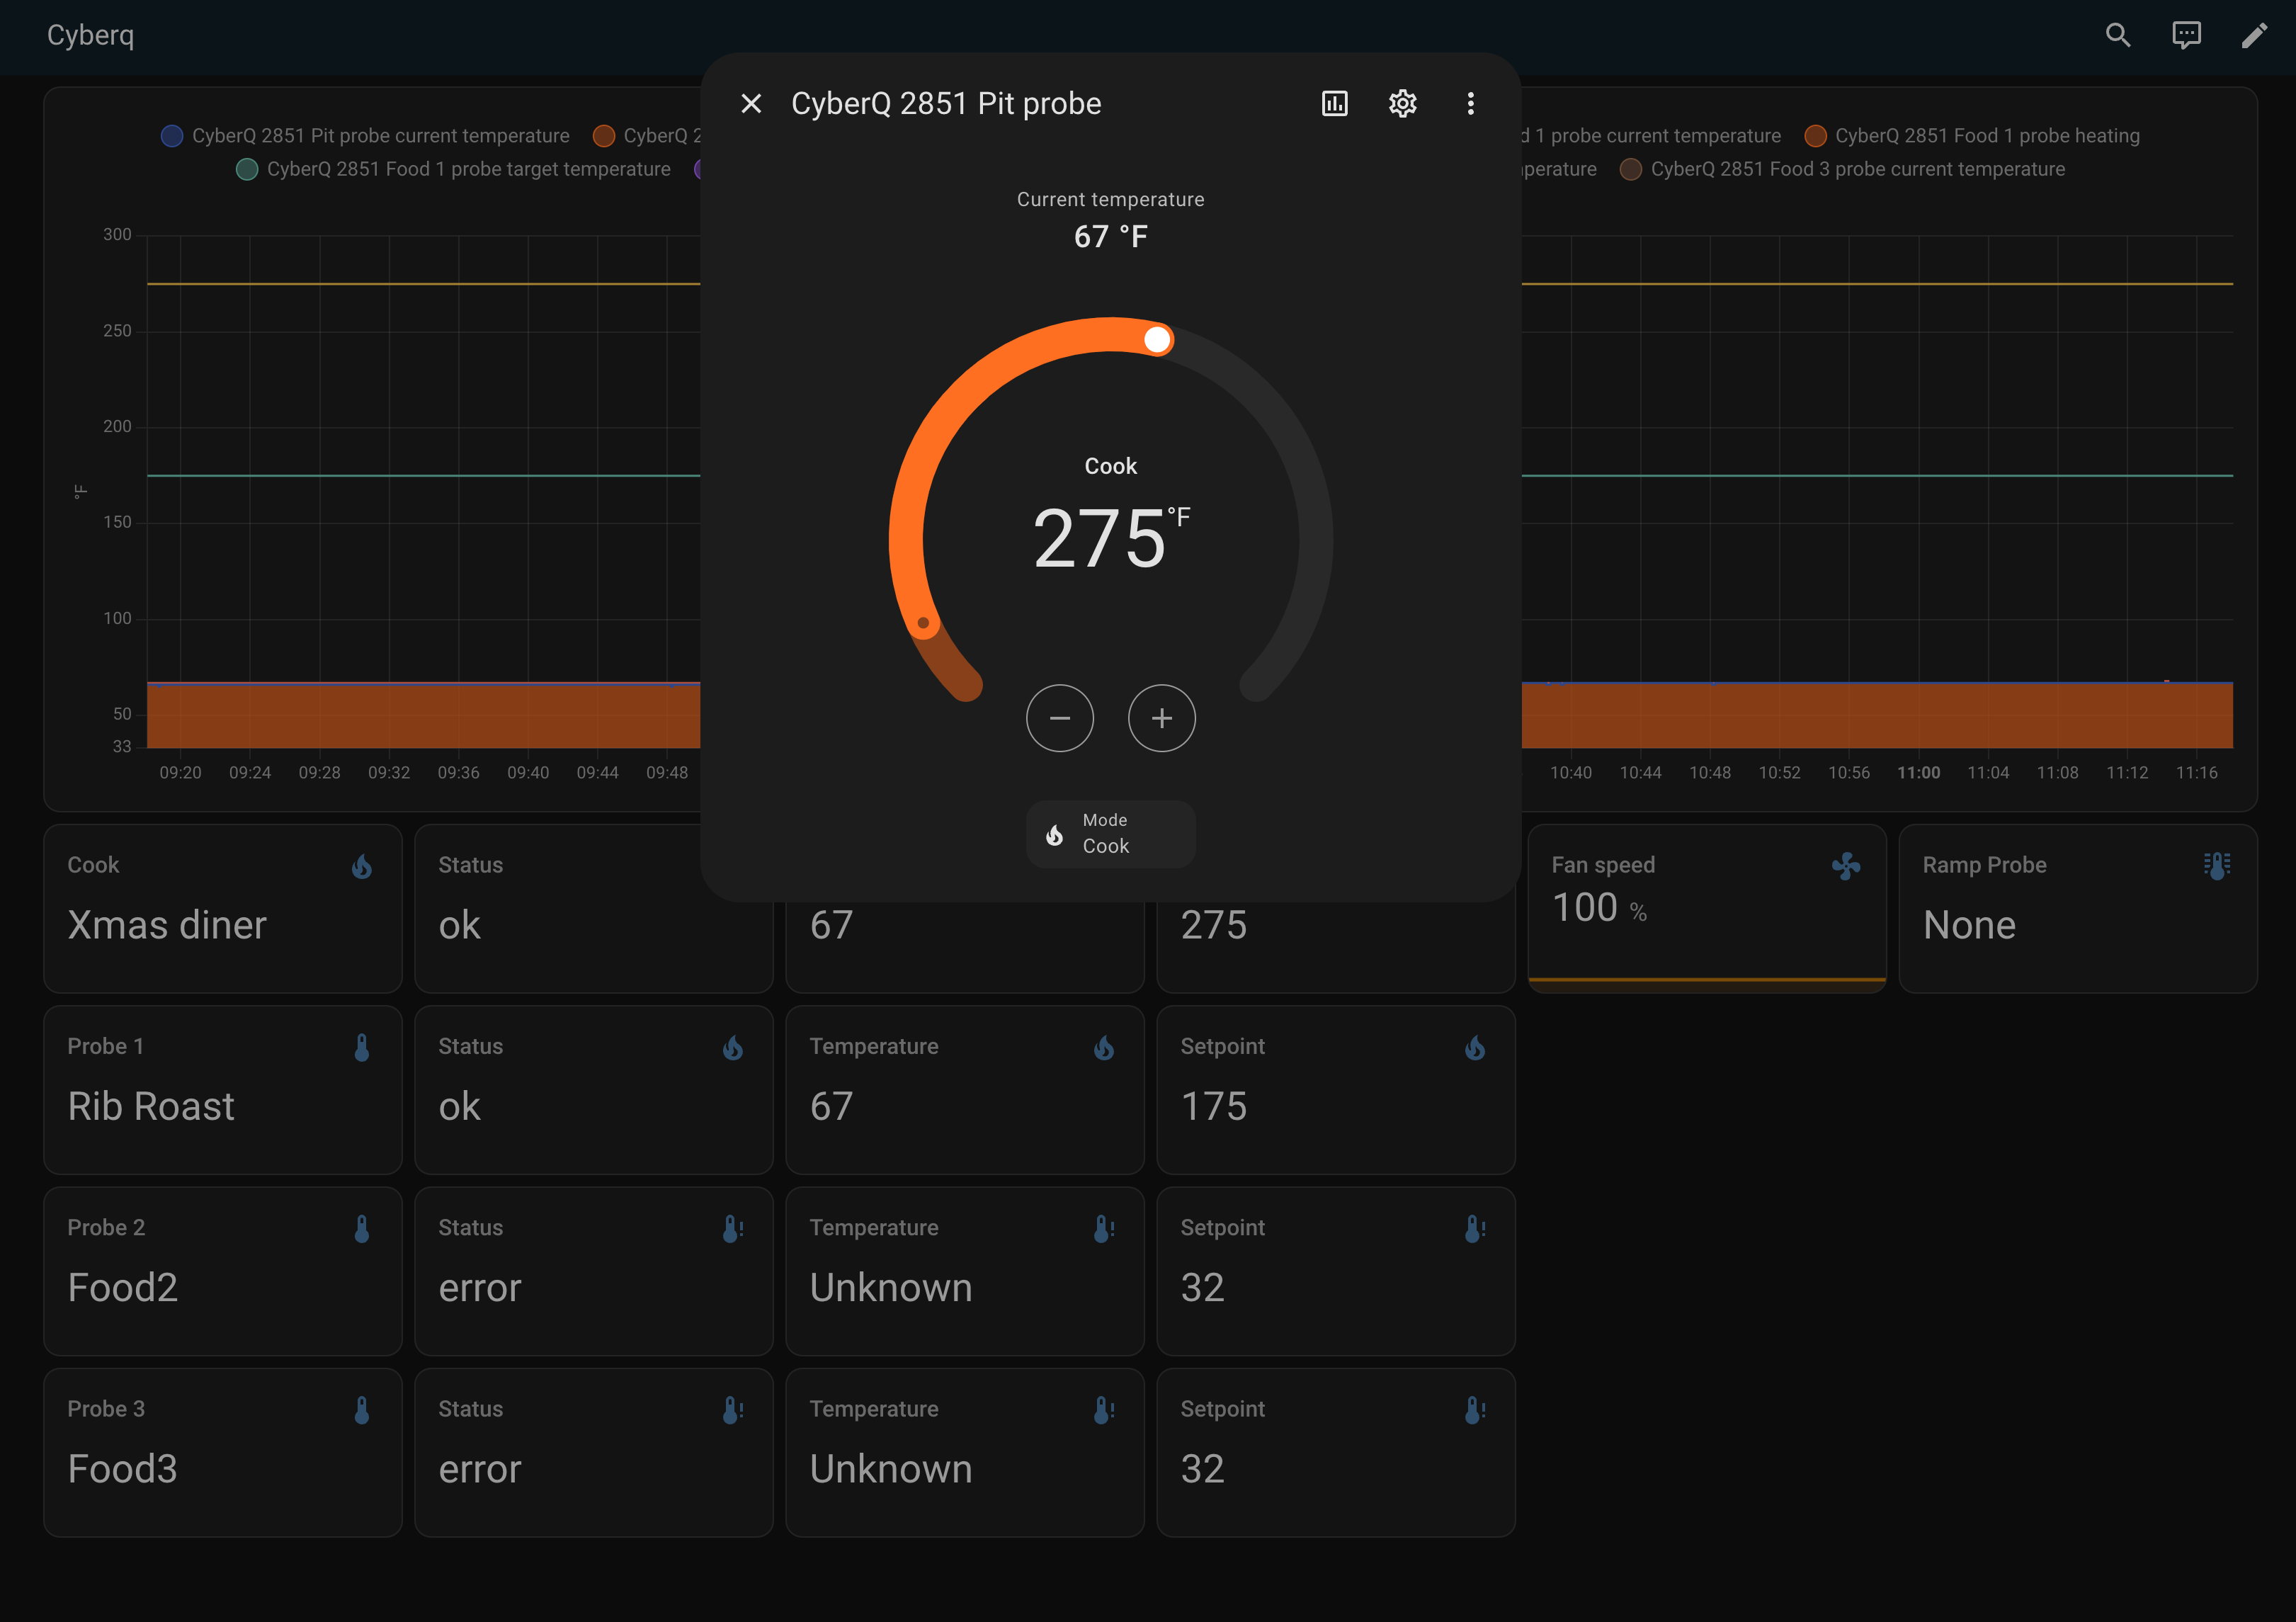 Cyberq
CyberQ 2851 Pit probe
CyberQ 2851 Pit probe current temperature
CyberQ 2
d 1 probe current temperature
CyberQ 2851 Food 1 probe heating
CyberQ 2851 Food 1 probe target temperature
perature
CyberQ 2851 Food 3 probe current temperature
Current temperature
67 °F
300
250
200
150
100
50
33
°F
Cook
275 °F
Mode
Cook
09:20 09:24 09:28 09:32 09:36 09:40 09:44 09:48
10:40 10:44 10:48 10:52 10:56 11:00 11:04 11:08 11:12 11:16
Cook
Xmas diner
Status
ok
67
275
Fan speed
100 %
Ramp Probe
None
Probe 1
Rib Roast
Status
ok
Temperature
67
Setpoint
175
Probe 2
Food2
Status
error
Temperature
Unknown
Setpoint
32
Probe 3
Food3
Status
error
Temperature
Unknown
Setpoint
32